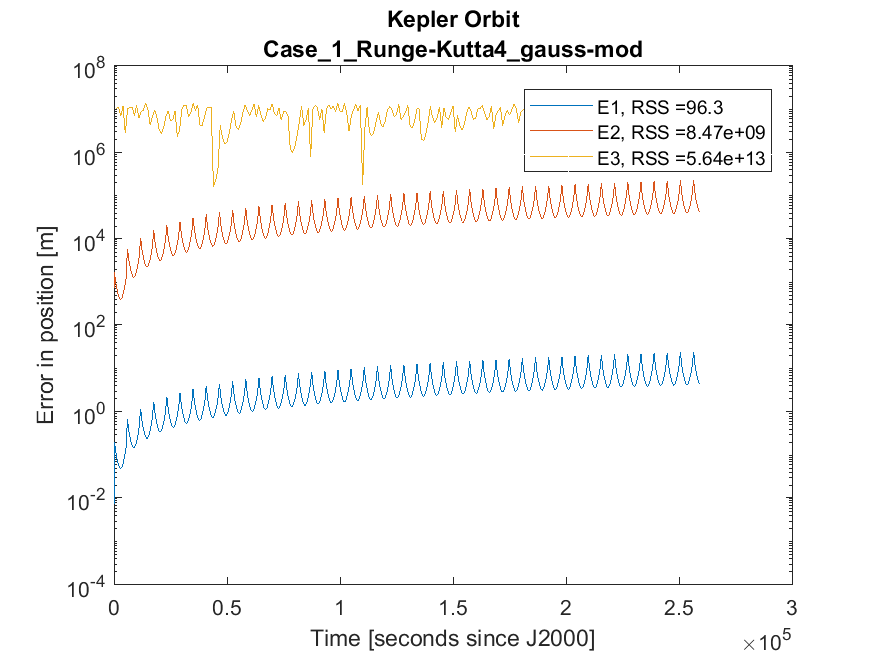 Kepler Orbit
Case_1_Runge-Kutta4_gauss-mod
10^8
10^6
10^4
10^2
10^0
10^-2
10^-4
Error in position [m]
E1, RSS =96.3
E2, RSS =8.47e+09
E3, RSS =5.64e+13
0 0.5 1 1.5 2 2.5 3
Time [seconds since J2000]
×10^5